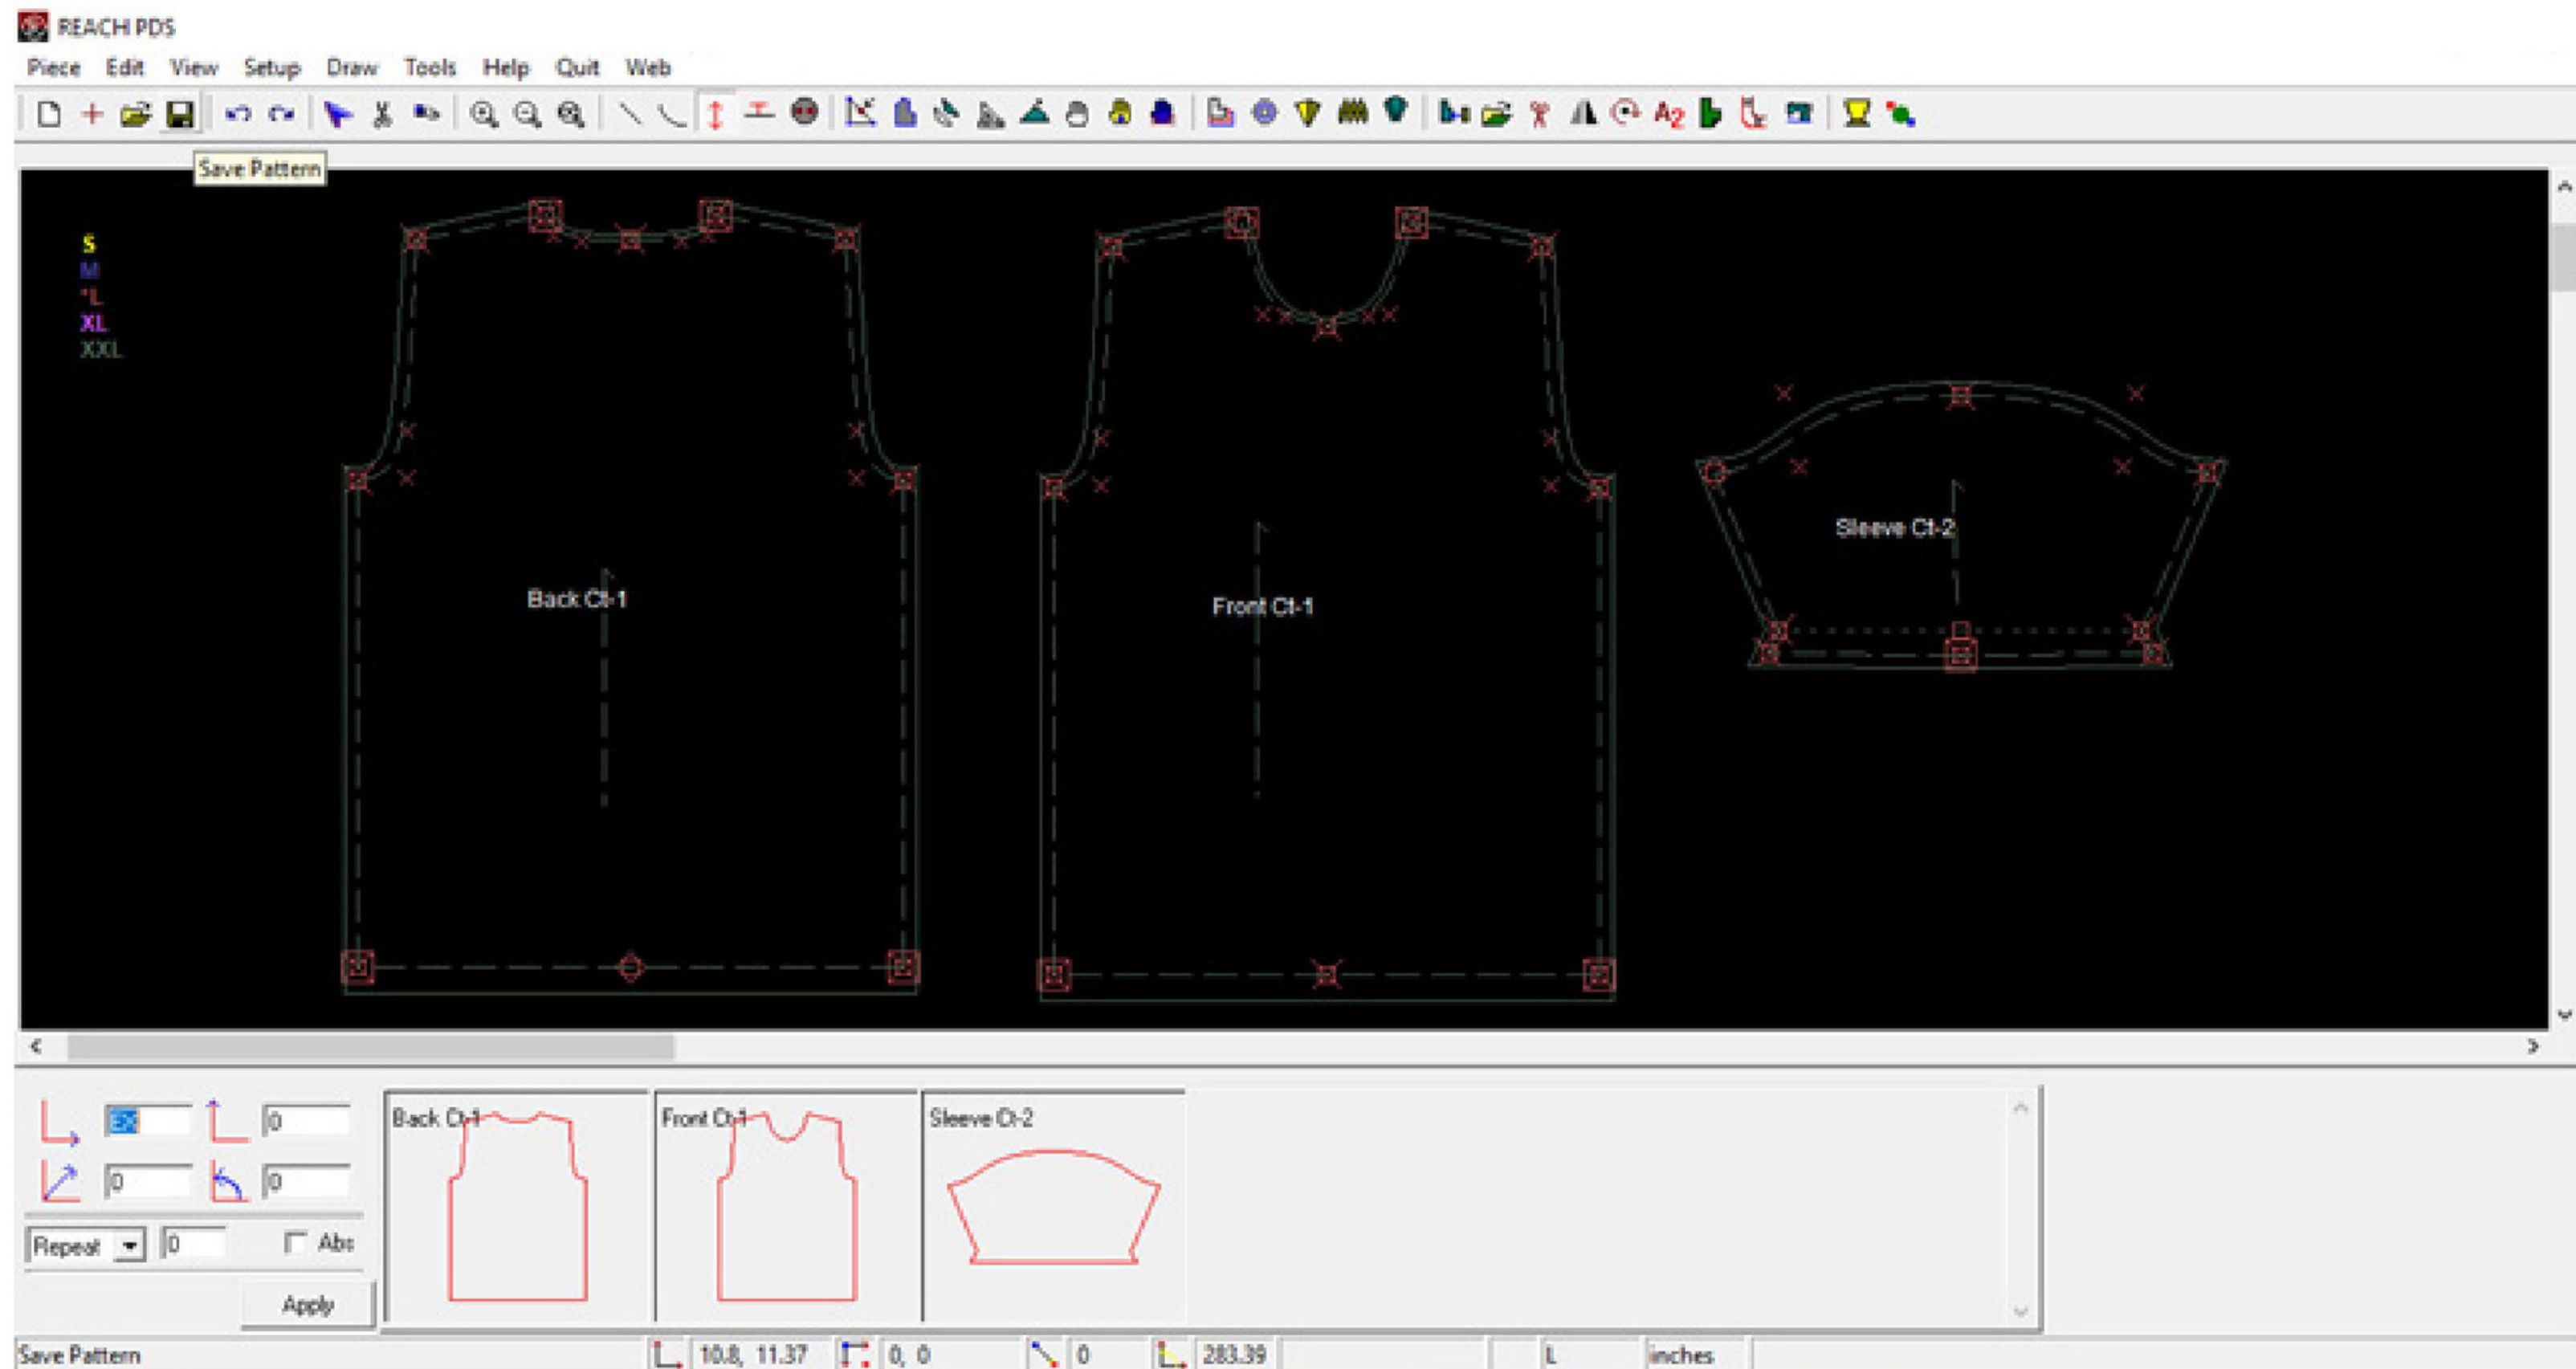 REACH PDS
Piece Edit View Setup Draw Tools Help Quit Web
A2
Save Pattern
S
M
*L
XL
XXL
Back Ct-1
Front Ct-1
Sleeve Ct-2
0
0 0
Repeat 0 Abs
Apply
Back Ct-1
Front Ct-1
Sleeve Ct-2
Save Pattern 10.8, 11.37 0, 0 0 283.39 L inches